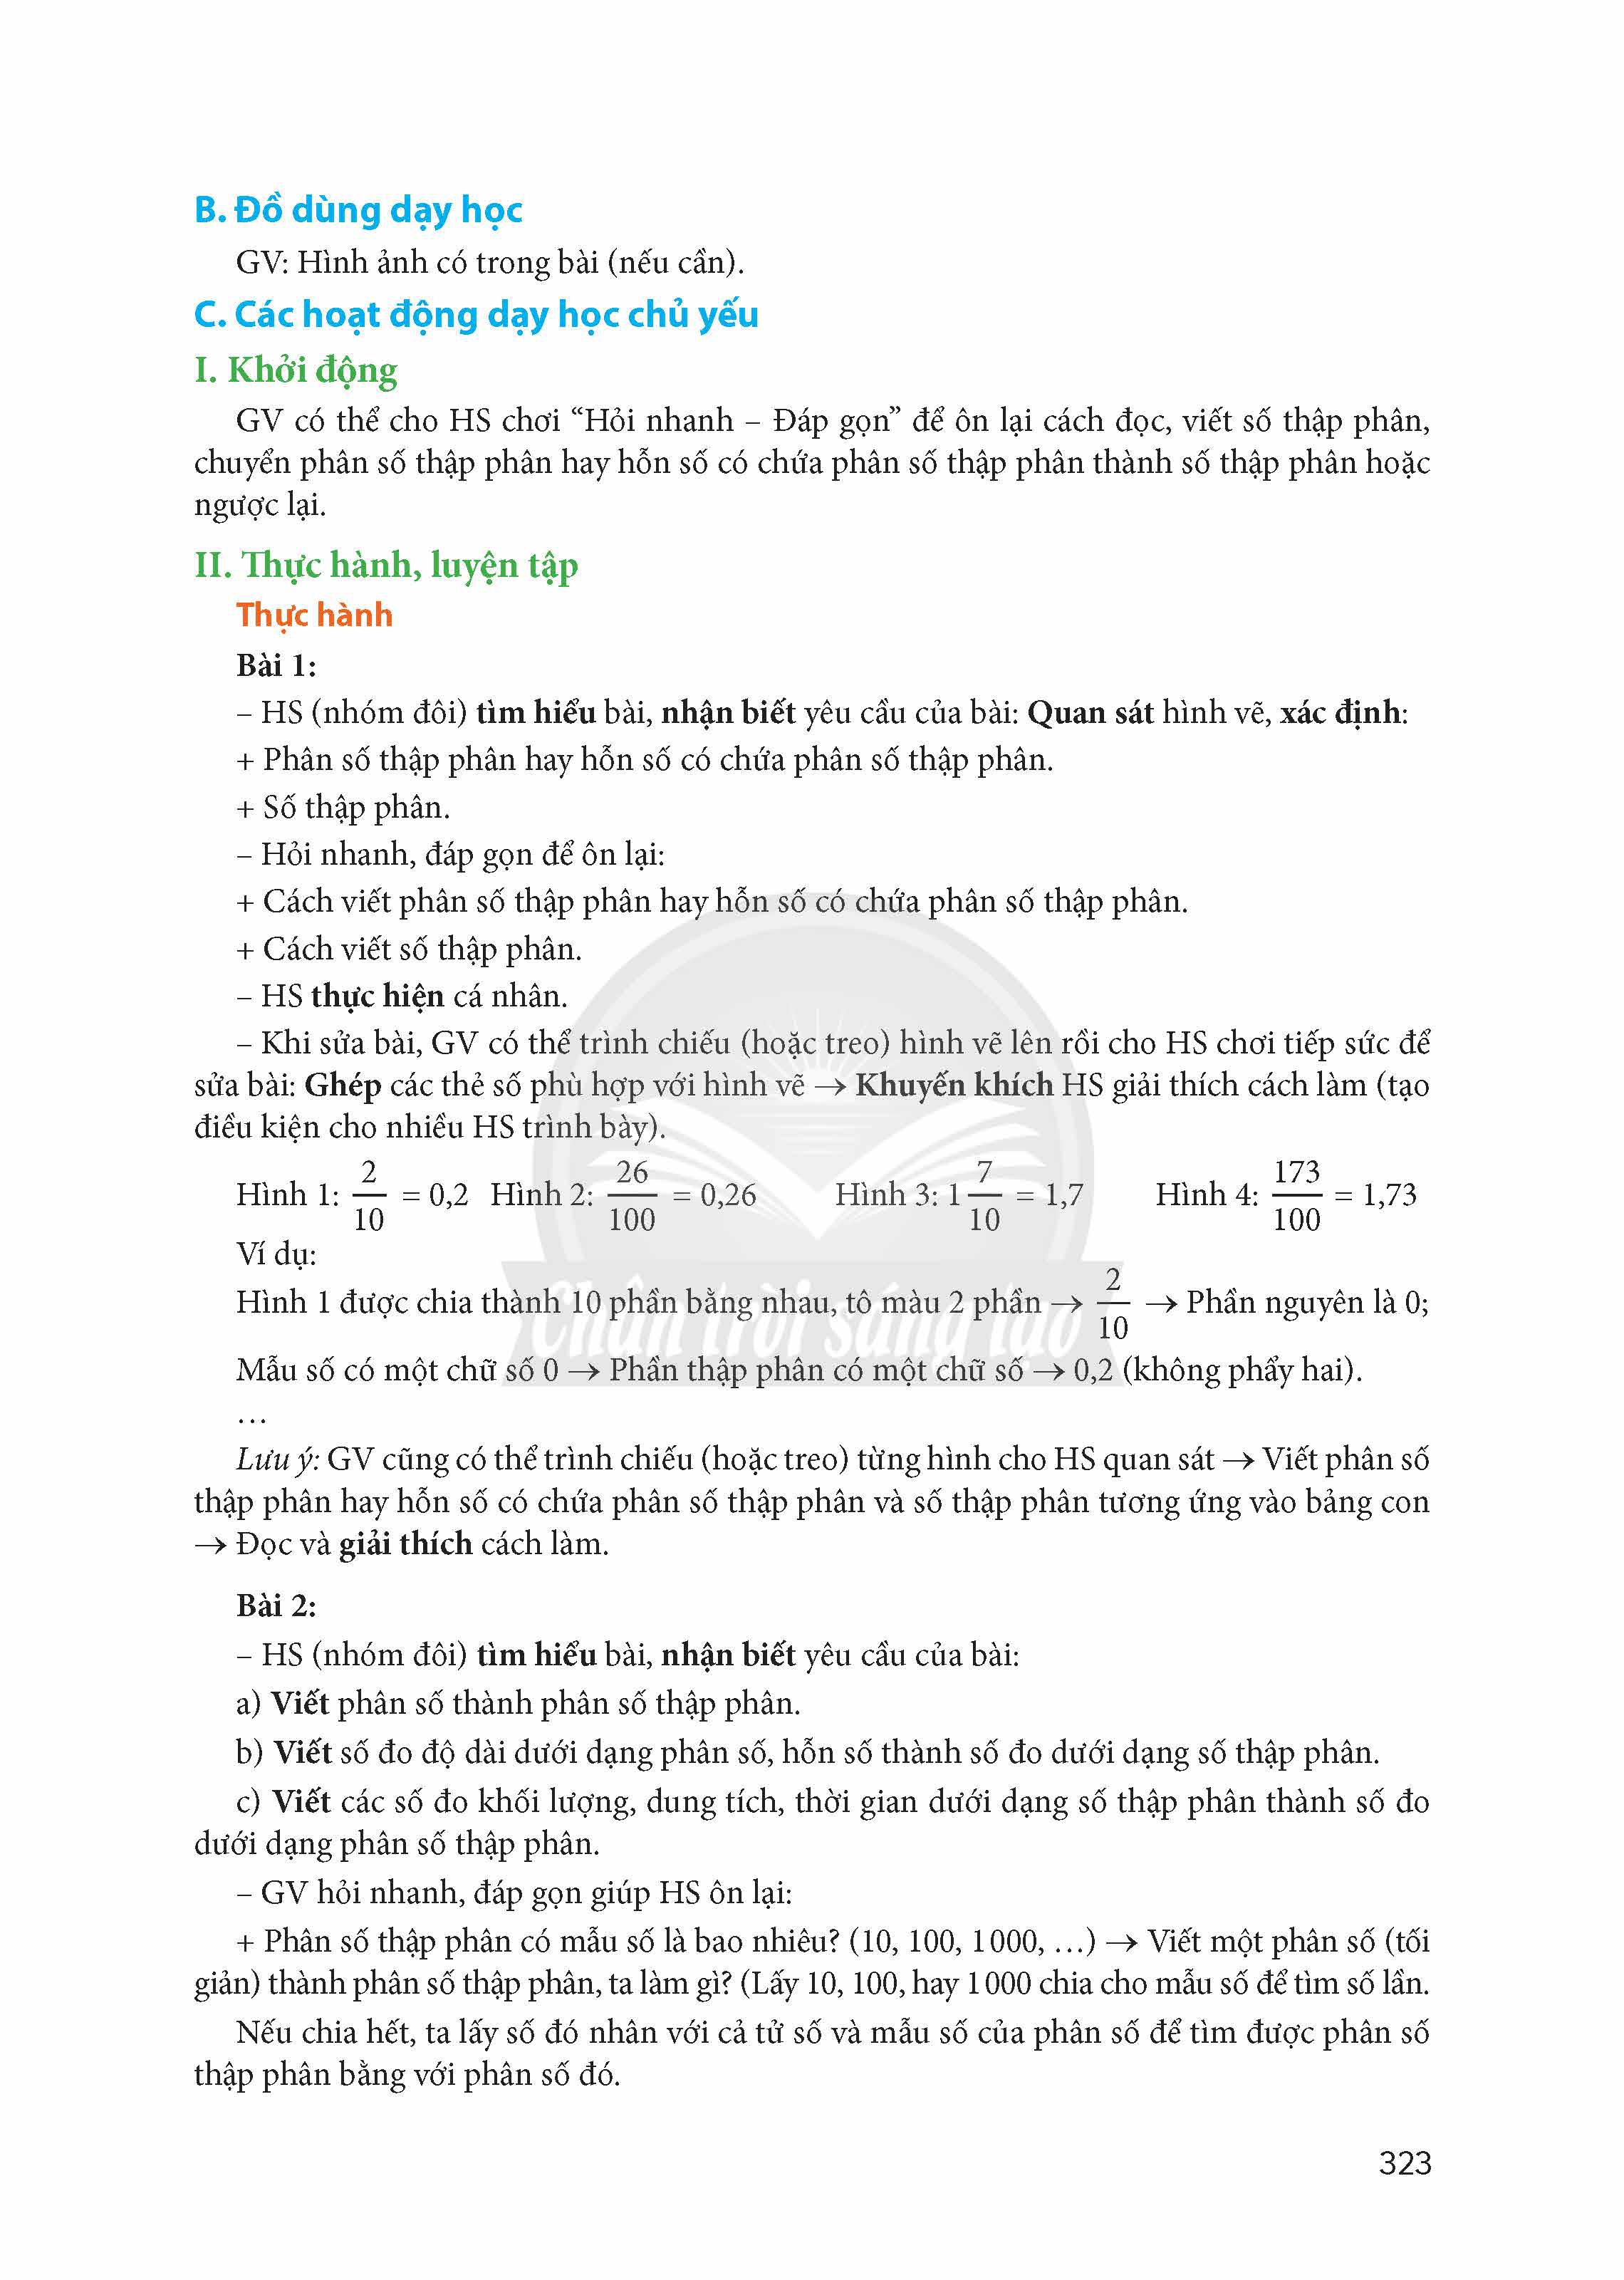 B. Đồ dùng dạy học
GV: Hình ảnh có trong bài (nếu cần).
C. Các hoạt động dạy học chủ yếu
I. Khởi động
GV có thể cho HS chơi “Hỏi nhanh – Đáp gọn” để ôn lại cách đọc, viết số thập phân,
chuyển phân số thập phân hay hỗn số có chứa phân số thập phân thành số thập phân hoặc
ngược lại.
II. Thực hành, luyện tập
Thực hành
Bài 1:
– HS (nhóm đôi) tìm hiểu bài, nhận biết yêu cầu của bài: Quan sát hình vẽ, xác định:
+ Phân số thập phân hay hỗn số có chứa phân số thập phân.
+ Số thập phân.
– Hỏi nhanh, đáp gọn để ôn lại:
+ Cách viết phân số thập phân hay hỗn số có chứa phân số thập phân.
+ Cách viết số thập phân.
– HS thực hiện cá nhân.
– Khi sửa bài, GV có thể trình chiếu (hoặc treo) hình vẽ lên rồi cho HS chơi tiếp sức để
sửa bài: Ghép các thẻ số phù hợp với hình vẽ → Khuyến khích HS giải thích cách làm (tạo
điều kiện cho nhiều HS trình bày).
Hình 1: 2/10 = 0,2 Hình 2: 26/100 = 0,26 Hình 3: 1 7/10 = 1,7 Hình 4: 173/100 = 1,73
Ví dụ:
Hình 1 được chia thành 10 phần bằng nhau, tô màu 2 phần → 2/10 → Phần nguyên là 0;
Mẫu số có một chữ số 0 → Phần thập phân có một chữ số → 0,2 (không phẩy hai).
…
Lưu ý: GV cũng có thể trình chiếu (hoặc treo) từng hình cho HS quan sát → Viết phân số
thập phân hay hỗn số có chứa phân số thập phân và số thập phân tương ứng vào bảng con
→ Đọc và giải thích cách làm.
Bài 2:
– HS (nhóm đôi) tìm hiểu bài, nhận biết yêu cầu của bài:
a) Viết phân số thành phân số thập phân.
b) Viết số đo độ dài dưới dạng phân số, hỗn số thành số đo dưới dạng số thập phân.
c) Viết các số đo khối lượng, dung tích, thời gian dưới dạng số thập phân thành số đo
dưới dạng phân số thập phân.
– GV hỏi nhanh, đáp gọn giúp HS ôn lại:
+ Phân số thập phân có mẫu số là bao nhiêu? (10, 100, 1 000, …) → Viết một phân số (tối
giản) thành phân số thập phân, ta làm gì? (Lấy 10, 100, hay 1 000 chia cho mẫu số để tìm số lần.
Nếu chia hết, ta lấy số đó nhân với cả tử số và mẫu số của phân số để tìm được phân số
thập phân bằng với phân số đó.
323
Chân trời sáng tạo